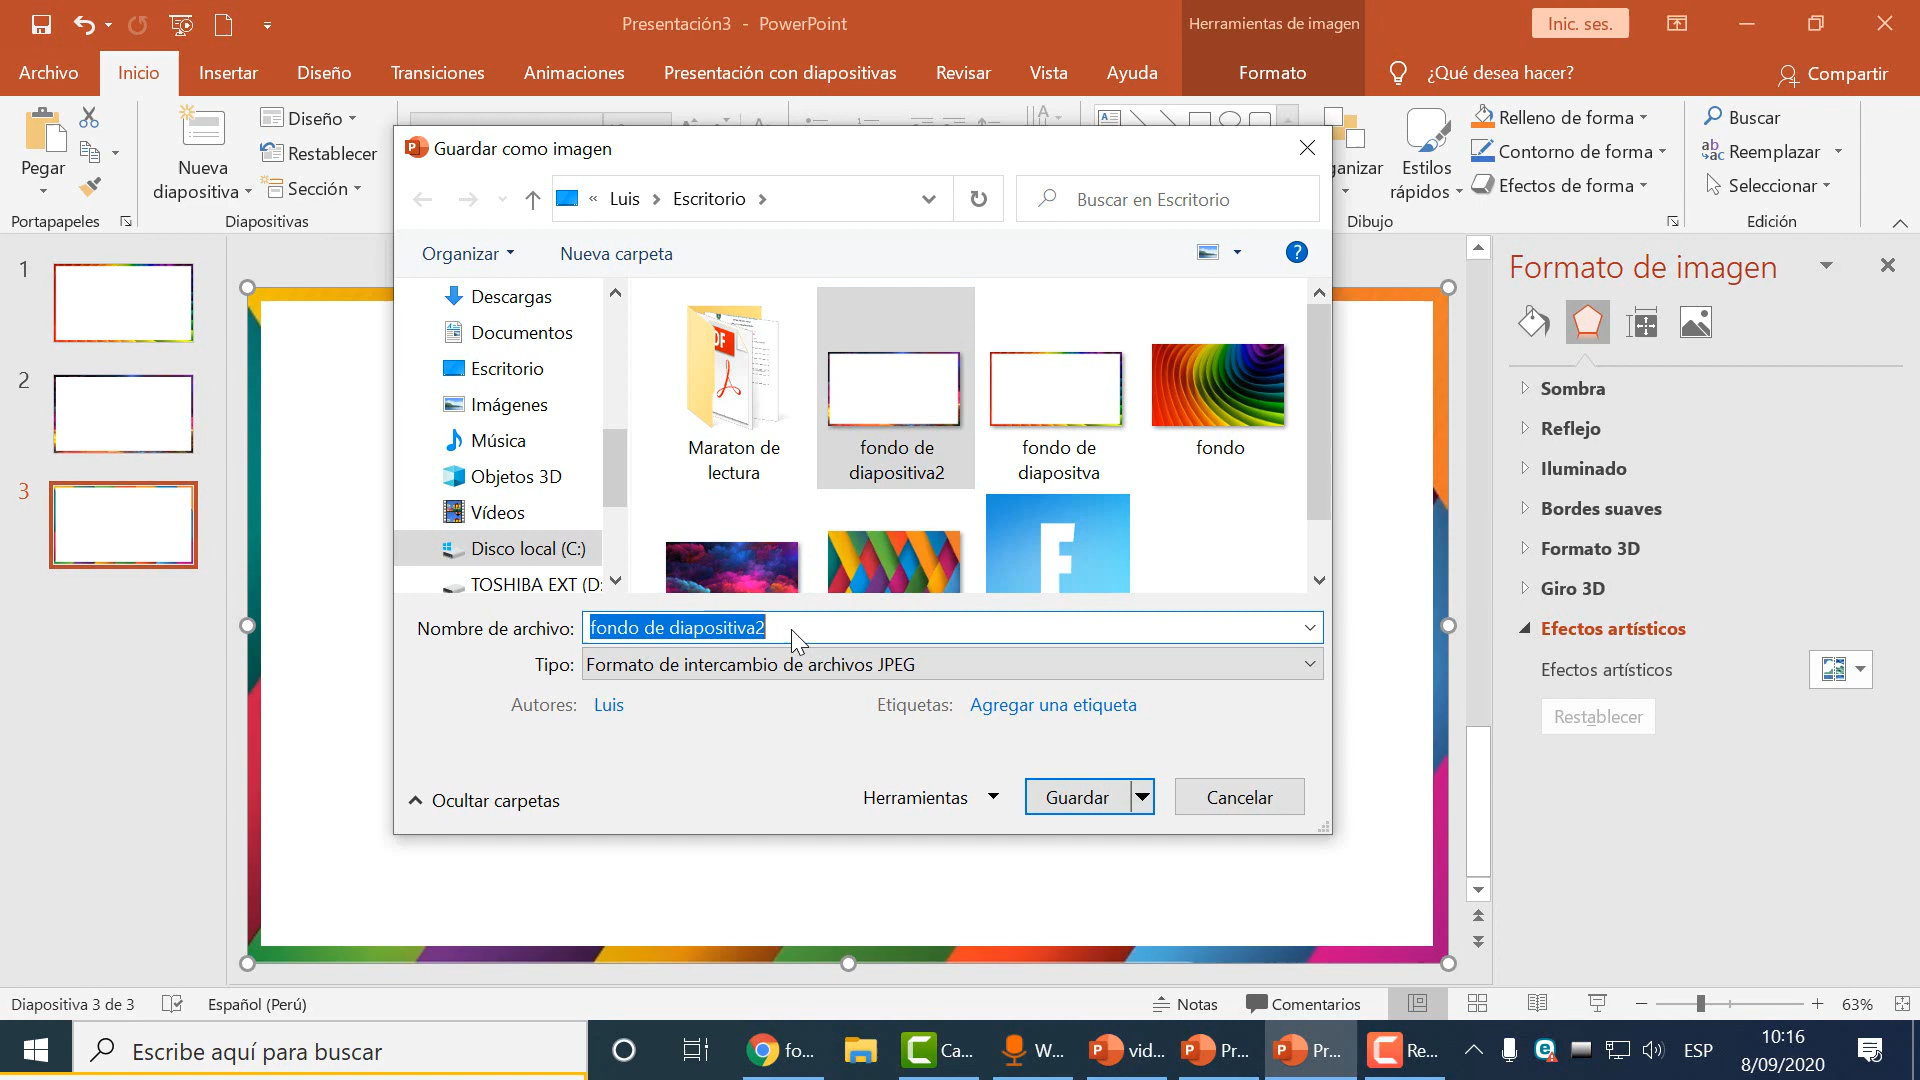 Presentación3 - PowerPoint
Herramientas de imagen
Inic. ses.
Archivo Inicio Insertar Diseño Transiciones Animaciones Presentación con diapositivas Revisar Vista Ayuda Formato ¿Qué desea hacer? Compartir
Pegar
Nueva diapositiva
Diseño
Restablecer
Sección
Portapapeles
Diapositivas
Estilos rápidos
Relleno de forma
Contorno de forma
Efectos de forma
Dibujo
Buscar
Reemplazar
Seleccionar
Edición
Guardar como imagen
« Luis Escritorio
Buscar en Escritorio
Organizar Nueva carpeta
Descargas
Documentos
Escritorio
Imágenes
Música
Objetos 3D
Vídeos
Disco local (C:)
TOSHIBA EXT (D:
PDF
Maraton de lectura
fondo de diapositiva2
fondo de diapositva
fondo
F
Nombre de archivo: fondo de diapositiva2
Tipo: Formato de intercambio de archivos JPEG
Autores: Luis
Etiquetas: Agregar una etiqueta
Ocultar carpetas
Herramientas Guardar Cancelar
1
2
3
Formato de imagen
Sombra
Reflejo
Iluminado
Bordes suaves
Formato 3D
Giro 3D
Efectos artísticos
Efectos artísticos
Restablecer
Diapositiva 3 de 3 Español (Perú) Notas Comentarios 63%
Escribe aquí para buscar
fo... Ca... W... vid... Pr... Pr... Re...
ESP
10:16
8/09/2020